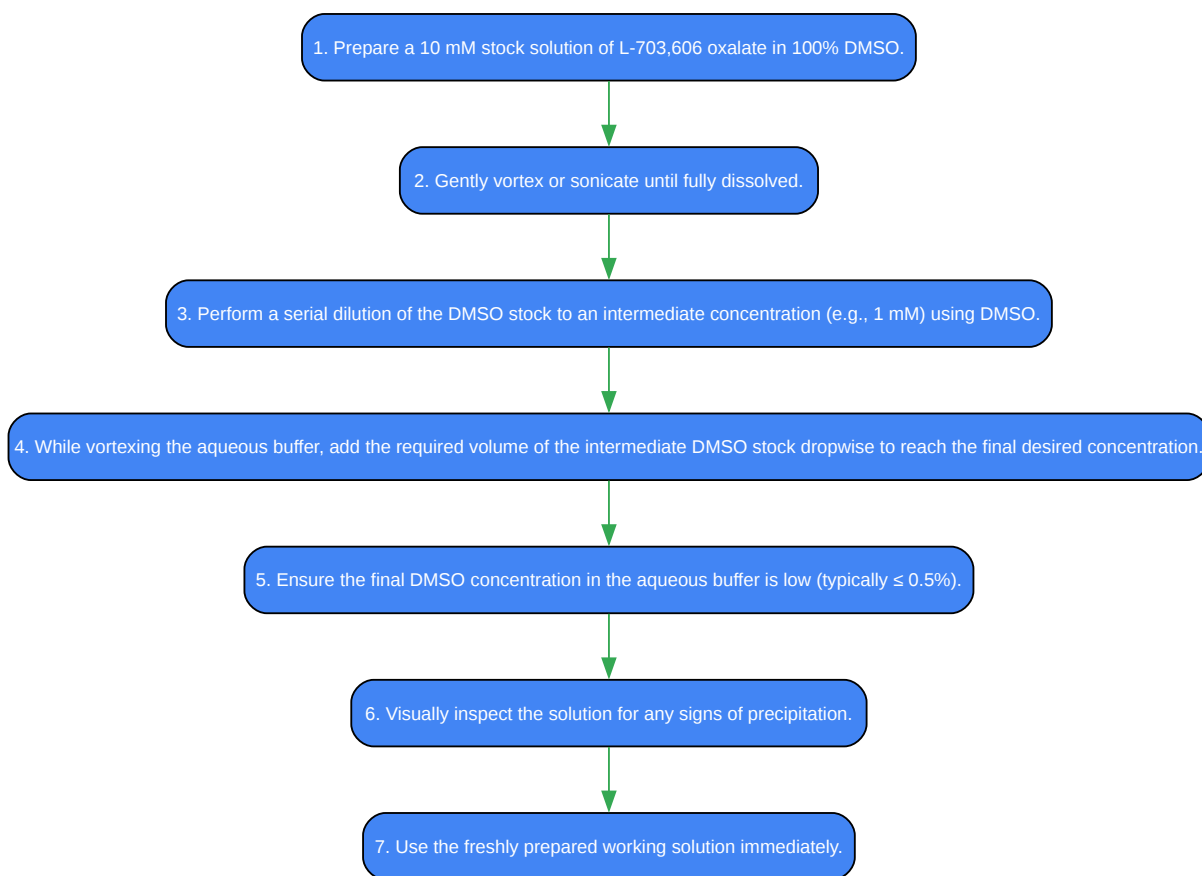 1. Prepare a 10 mM stock solution of L-703,606 oxalate in 100% DMSO.
2. Gently vortex or sonicate until fully dissolved.
3. Perform a serial dilution of the DMSO stock to an intermediate concentration (e.g., 1 mM) using DMSO.
4. While vortexing the aqueous buffer, add the required volume of the intermediate DMSO stock dropwise to reach the final desired concentration.
5. Ensure the final DMSO concentration in the aqueous buffer is low (typically ≤ 0.5%).
6. Visually inspect the solution for any signs of precipitation.
7. Use the freshly prepared working solution immediately.